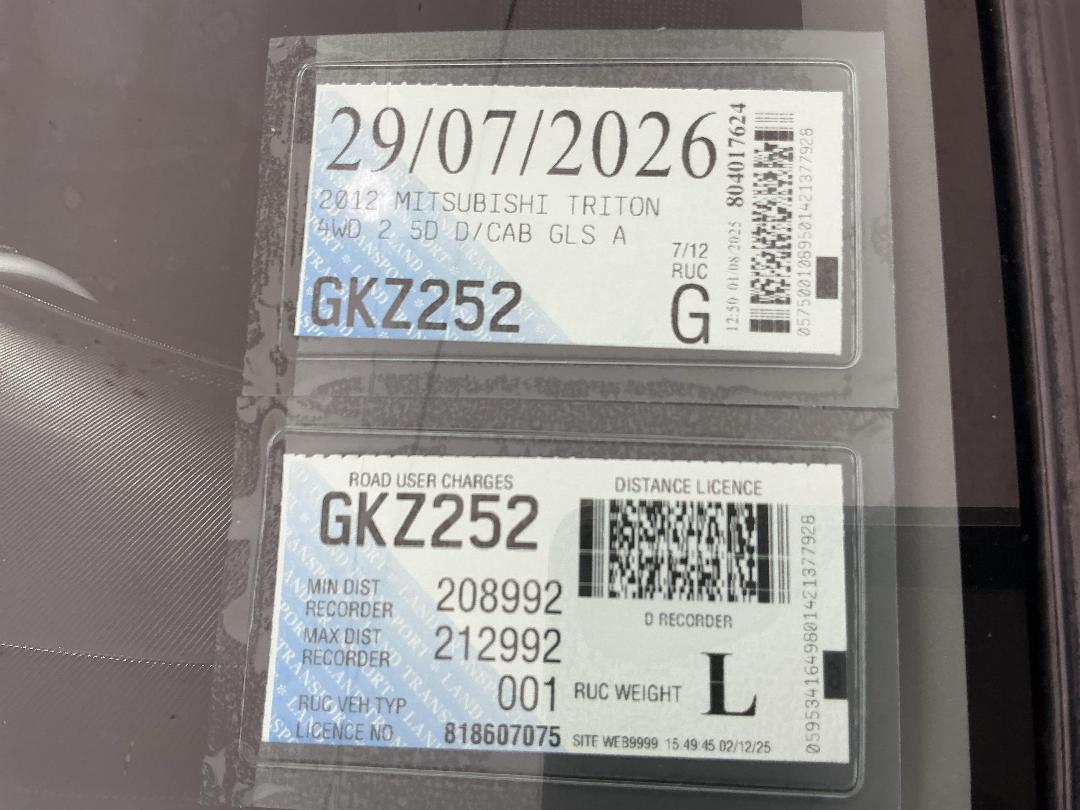 29/07/2026
2012 MITSUBISHI TRITON
4WD 2 5D D/CAB GLS A
7/12
RUC
GKZ252
G
12:50 01/08/2025 804017624
ROAD USER CHARGES
GKZ252
DISTANCE LICENCE
MIN DIST
RECORDER
208992
D RECORDER
MAX DIST
RECORDER
212992
RUC VEH TYP
001
RUC WEIGHT
L
LICENCE NO
818607075
SITE WEB9999 15:49:45 02/12/25